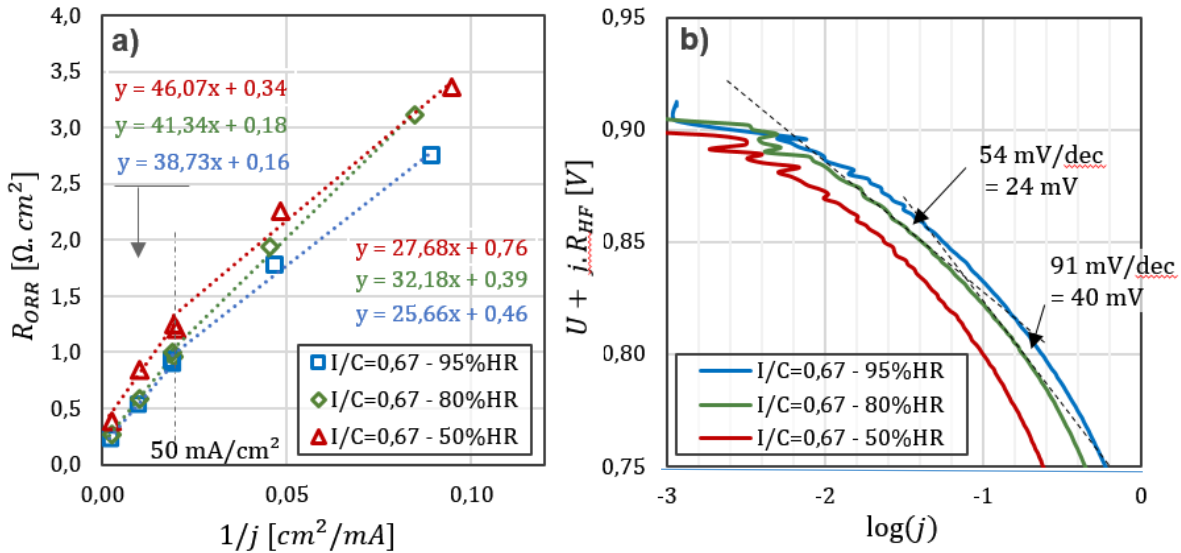 a)
4,0
3,5
3,0
2,5
2,0
1,5
1,0
0,5
0,0
R_ORR [Ω.cm²]
y = 46,07x + 0,34
y = 41,34x + 0,18
y = 38,73x + 0,16
y = 27,68x + 0,76
y = 32,18x + 0,39
y = 25,66x + 0,46
I/C=0,67 - 95%HR
I/C=0,67 - 80%HR
I/C=0,67 - 50%HR
50 mA/cm²
0,00 0,05 0,10
1/j [cm²/mA]
b)
0,95
0,90
0,85
0,80
0,75
U + j.R_HF [V]
54 mV/dec
= 24 mV
91 mV/dec
= 40 mV
I/C=0,67 - 95%HR
I/C=0,67 - 80%HR
I/C=0,67 - 50%HR
-3 -2 -1 0
log(j)